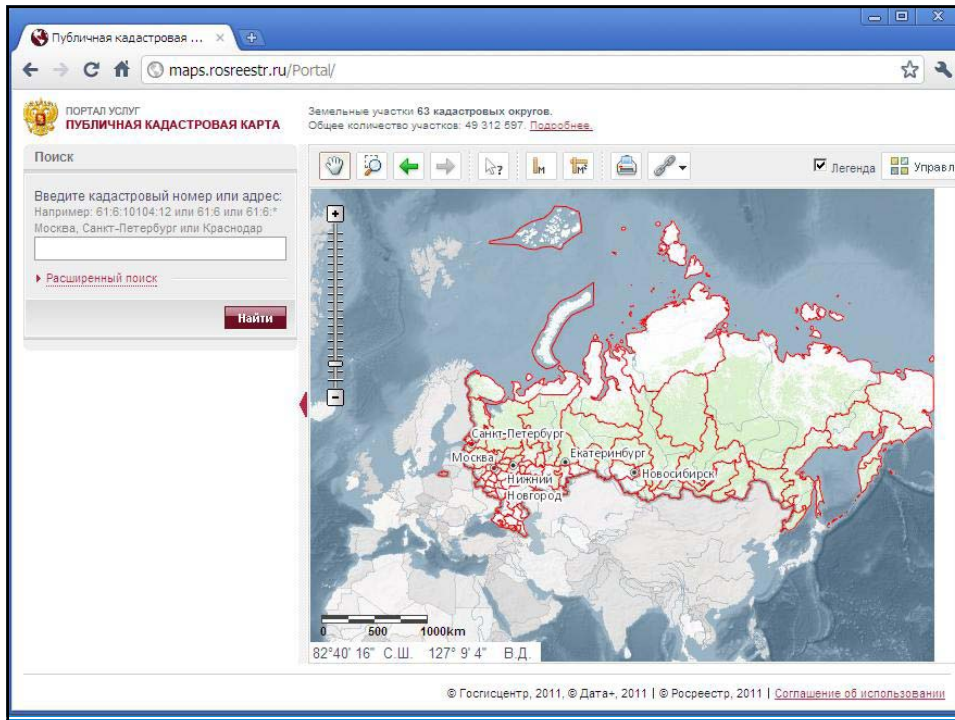 Публичная кадастровая ...
maps.rosreestr.ru/Portal/
ПОРТАЛ УСЛУГ
ПУБЛИЧНАЯ КАДАСТРОВАЯ КАРТА
Земельные участки 63 кадастровых округов.
Общее количество участков: 49 312 597. Подробнее.
Поиск
Легенда
Управл
Введите кадастровый номер или адрес:
Например: 61:6:10104:12 или 61:6 или 61:6:*
Москва, Санкт-Петербург или Краснодар
Расширенный поиск
Найти
Санкт-Петербург
Москва
Екатеринбург
Нижний
Новгород
Новосибирск
0 500 1000km
82°40' 16" С.Ш. 127° 9' 4" В.Д.
© Госгисцентр, 2011, © Дата+, 2011 | © Росреестр, 2011 | Соглашение об использовании